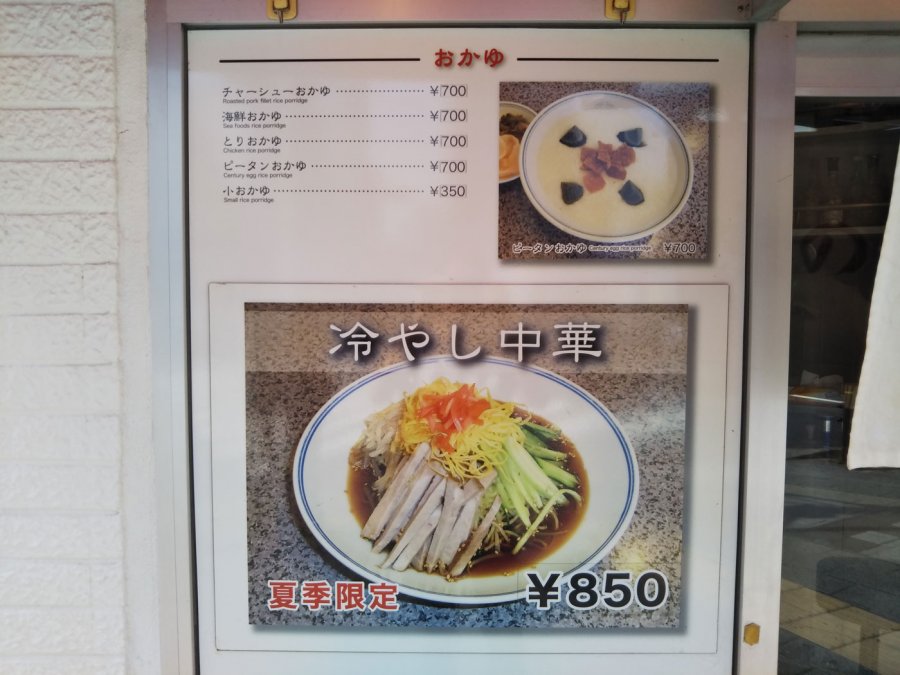 おかゆ
チャーシューおかゆ ¥700
Roasted pork fillet rice porridge
海鮮おかゆ ¥700
Sea foods rice porridge
とりおかゆ ¥700
Chicken rice porridge
ピータンおかゆ ¥700
Century egg rice porridge
小おかゆ ¥350
Small rice porridge
ピータンおかゆ Century egg rice porridge ¥700
冷やし中華
夏季限定
¥850